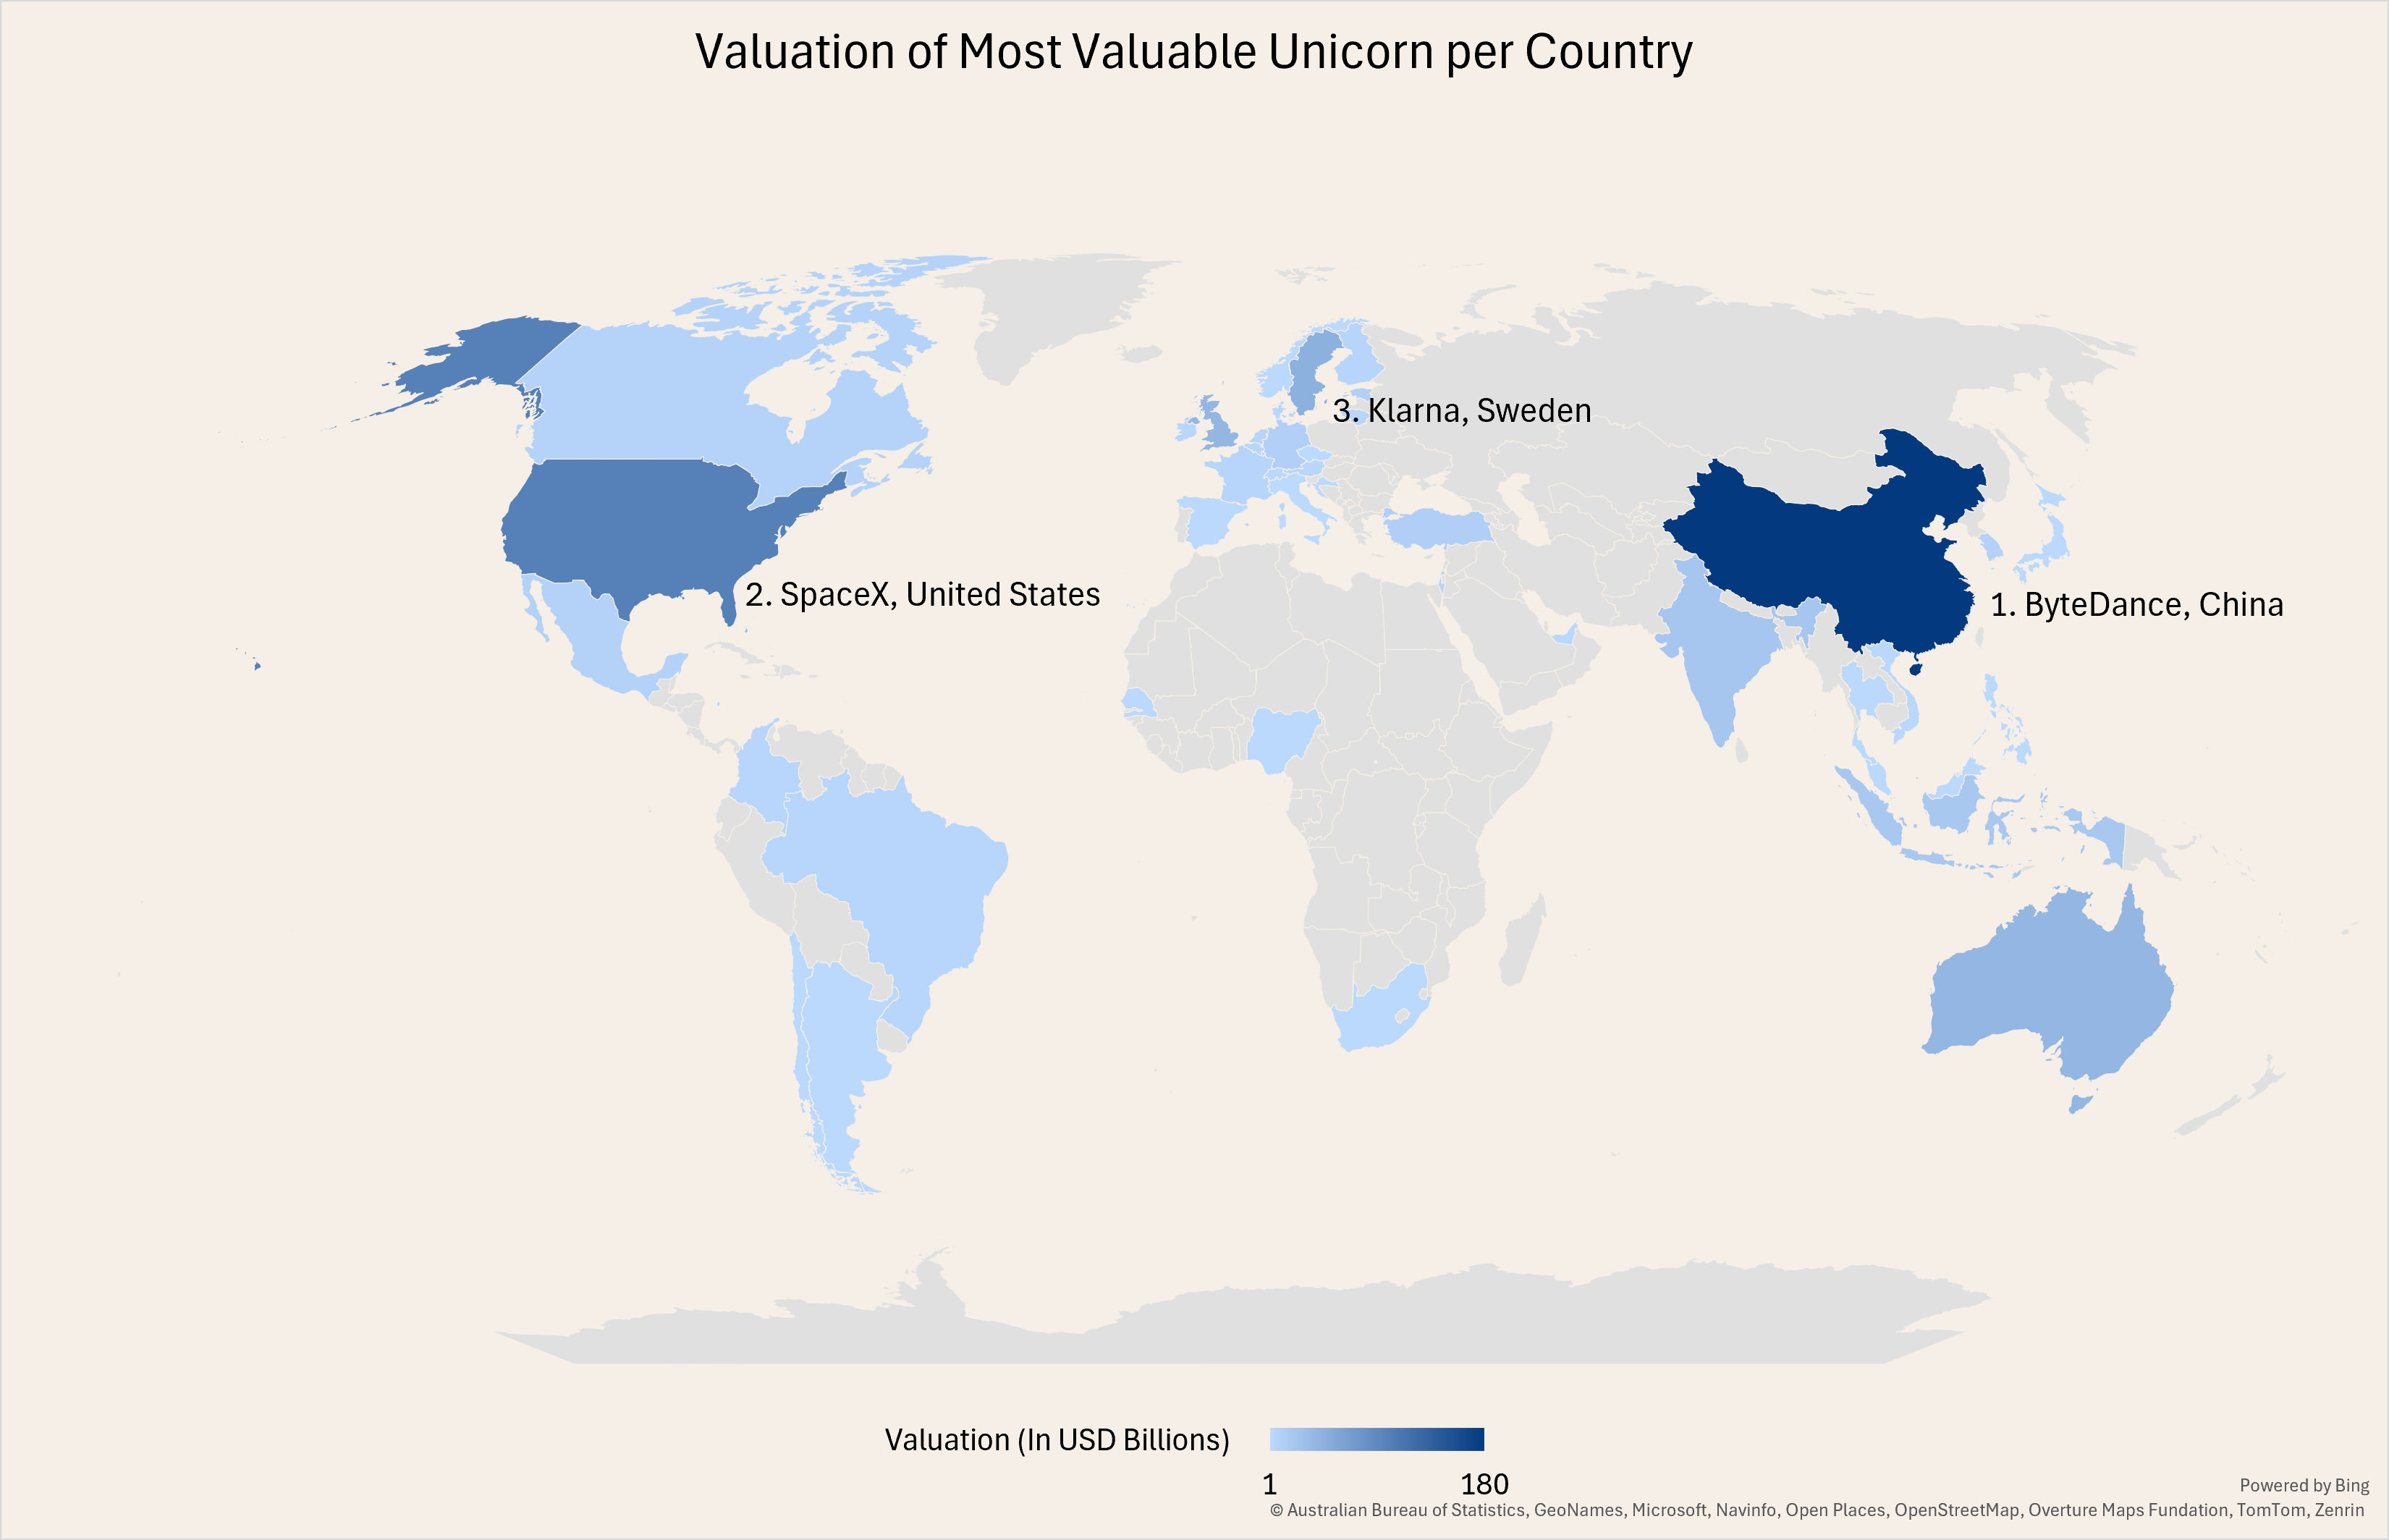 Valuation of Most Valuable Unicorn per Country
3. Klarna, Sweden
2. SpaceX, United States
1. ByteDance, China
Valuation (In USD Billions)
1 180
Powered by Bing
© Australian Bureau of Statistics, GeoNames, Microsoft, Navinfo, Open Places, OpenStreetMap, Overture Maps Fundation, TomTom, Zenrin